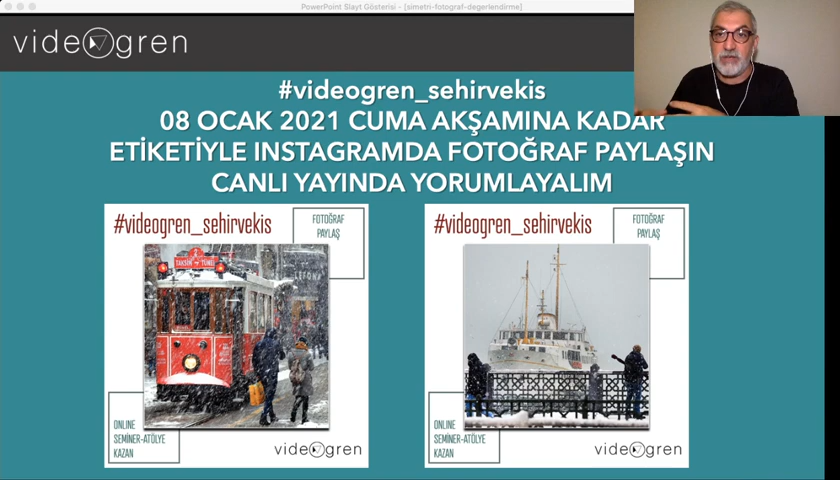 PowerPoint Slayt Gösterisi - [simetri-fotograf-degerlendirme]
videogren
#videogren_sehirvekis
08 OCAK 2021 CUMA AKŞAMINA KADAR
ETİKETİYLE INSTAGRAMDA FOTOĞRAF PAYLAŞIN
CANLI YAYINDA YORUMLAYALIM
#videogren_sehirvekis
FOTOĞRAF
PAYLAŞ
TAKSİM TÜNEL
ONLINE
SEMİNER-ATÖLYE
KAZAN
videogren
#videogren_sehirvekis
FOTOĞRAF
PAYLAŞ
ONLINE
SEMİNER-ATÖLYE
KAZAN
videogren